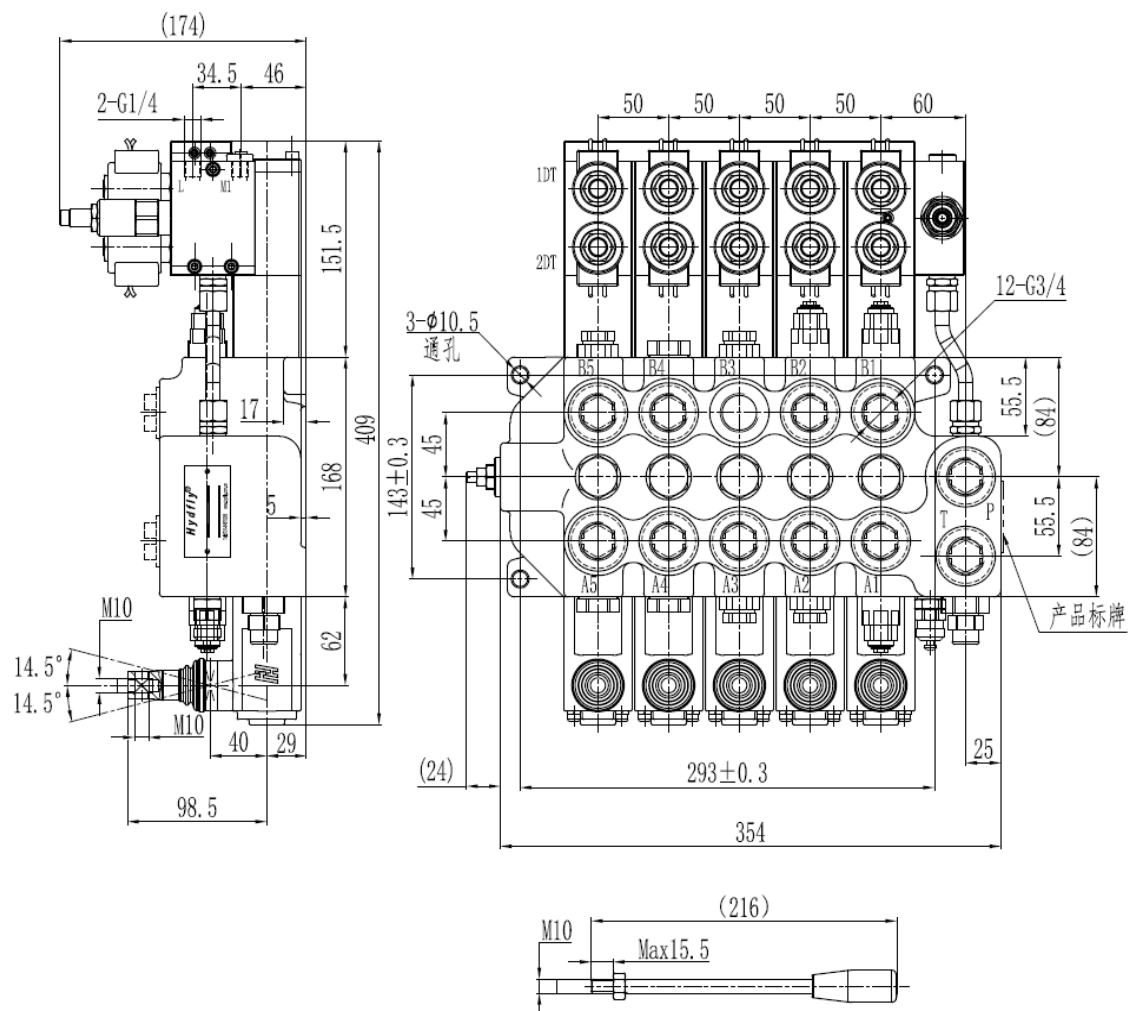 (174)
34.5
46
2-G1/4
L
M1
151.5
409
17
168
5
Hydfly®
M10
14.5°
14.5°
M10
62
40
29
98.5
50
50
50
50
60
1DT
2DT
12-G3/4
3-ø10.5
通孔
B5
B4
B3
B2
B1
55.5
(84)
45
143±0.3
45
T
P
55.5
(84)
A5
A4
A3
A2
A1
产品标牌
(24)
293±0.3
25
354
(216)
M10
Max15.5